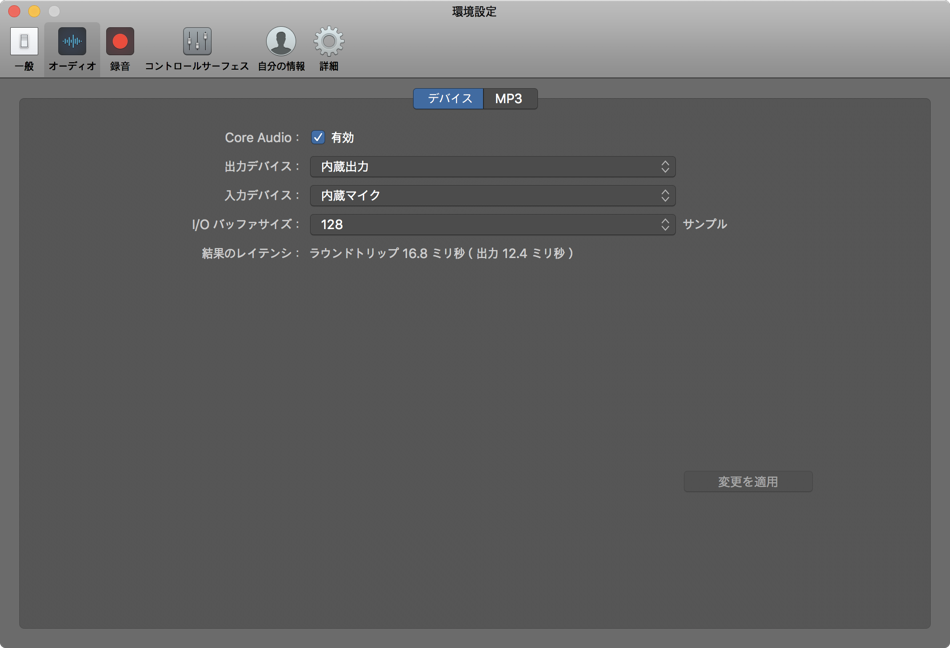 環境設定
一般 オーディオ 録音 コントロールサーフェス 自分の情報 詳細
デバイス MP3
Core Audio： 有効
出力デバイス： 内蔵出力
入力デバイス： 内蔵マイク
I/O バッファサイズ： 128 サンプル
結果のレイテンシ： ラウンドトリップ 16.8 ミリ秒 ( 出力 12.4 ミリ秒 )
変更を適用